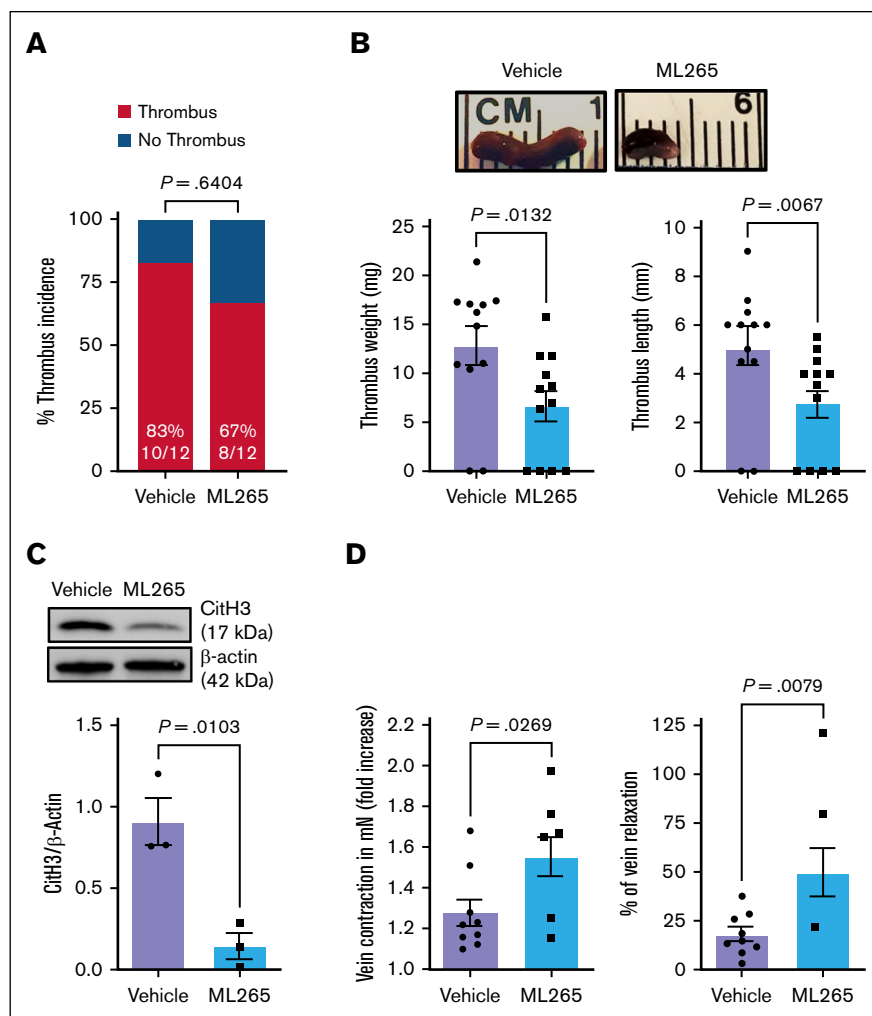 A
Thrombus
No Thrombus
P = .6404
% Thrombus incidence
100
75
50
25
0
83%
10/12
67%
8/12
Vehicle
ML265
B
Vehicle
ML265
CM 1
6
Thrombus weight (mg)
25
20
15
10
5
0
P = .0132
Vehicle
ML265
Thrombus length (mm)
10
8
6
4
2
0
P = .0067
Vehicle
ML265
C
Vehicle ML265
CitH3
(17 kDa)
β-actin
(42 kDa)
CitH3/β-Actin
1.5
1.0
0.5
0.0
P = .0103
Vehicle
ML265
D
Vein contraction in mN (fold increase)
2.2
2.0
1.8
1.6
1.4
1.2
1.0
P = .0269
Vehicle
ML265
% of vein relaxation
125
100
75
50
25
0
P = .0079
Vehicle
ML265